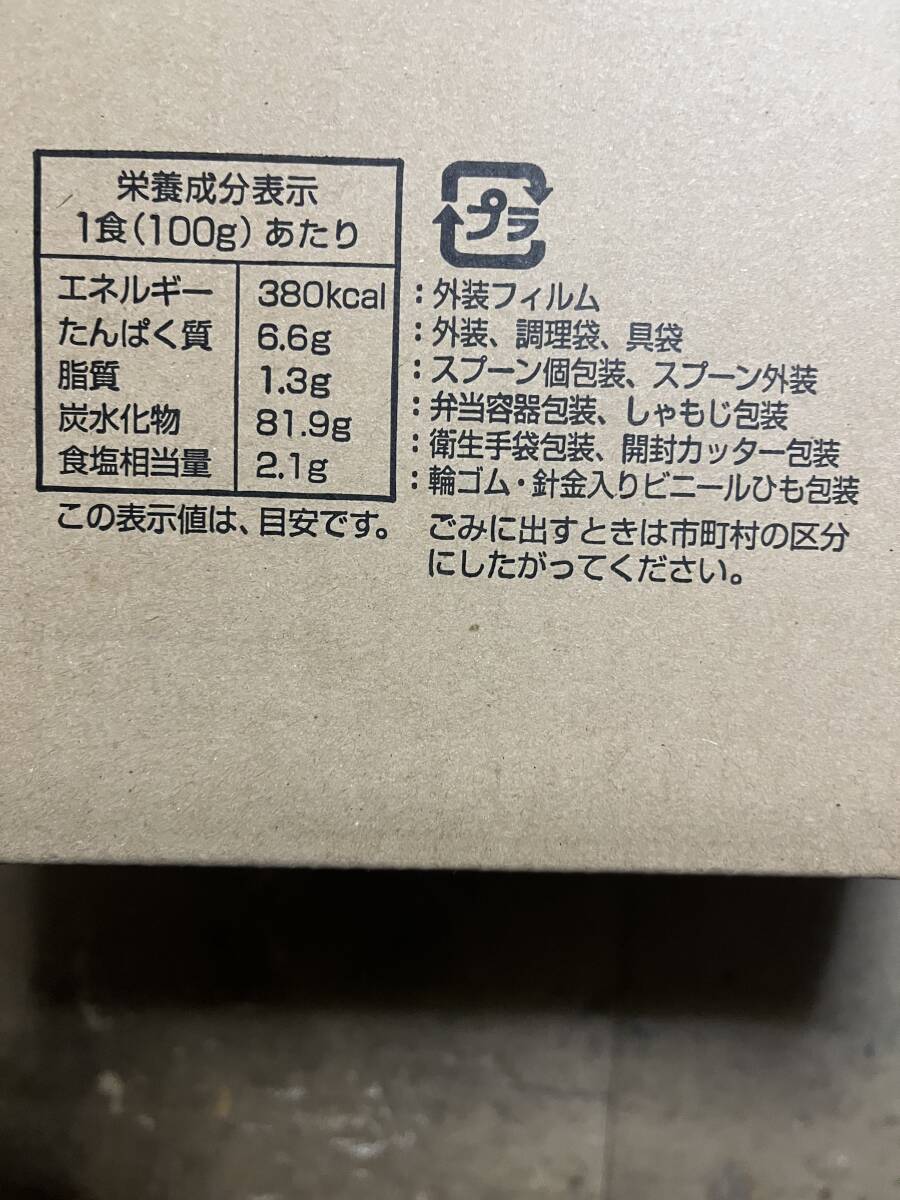 栄養成分表示
1食(100g)あたり
エネルギー 380kcal
たんぱく質 6.6g
脂質 1.3g
炭水化物 81.9g
食塩相当量 2.1g
この表示値は、目安です。
プラ
:外装フィルム
:外装、調理袋、具袋
:スプーン個包装、スプーン外装
:弁当容器包装、しゃもじ包装
:衛生手袋包装、開封カッター包装
:輪ゴム・針金入りビニールひも包装
ごみに出すときは市町村の区分
にしたがってください。